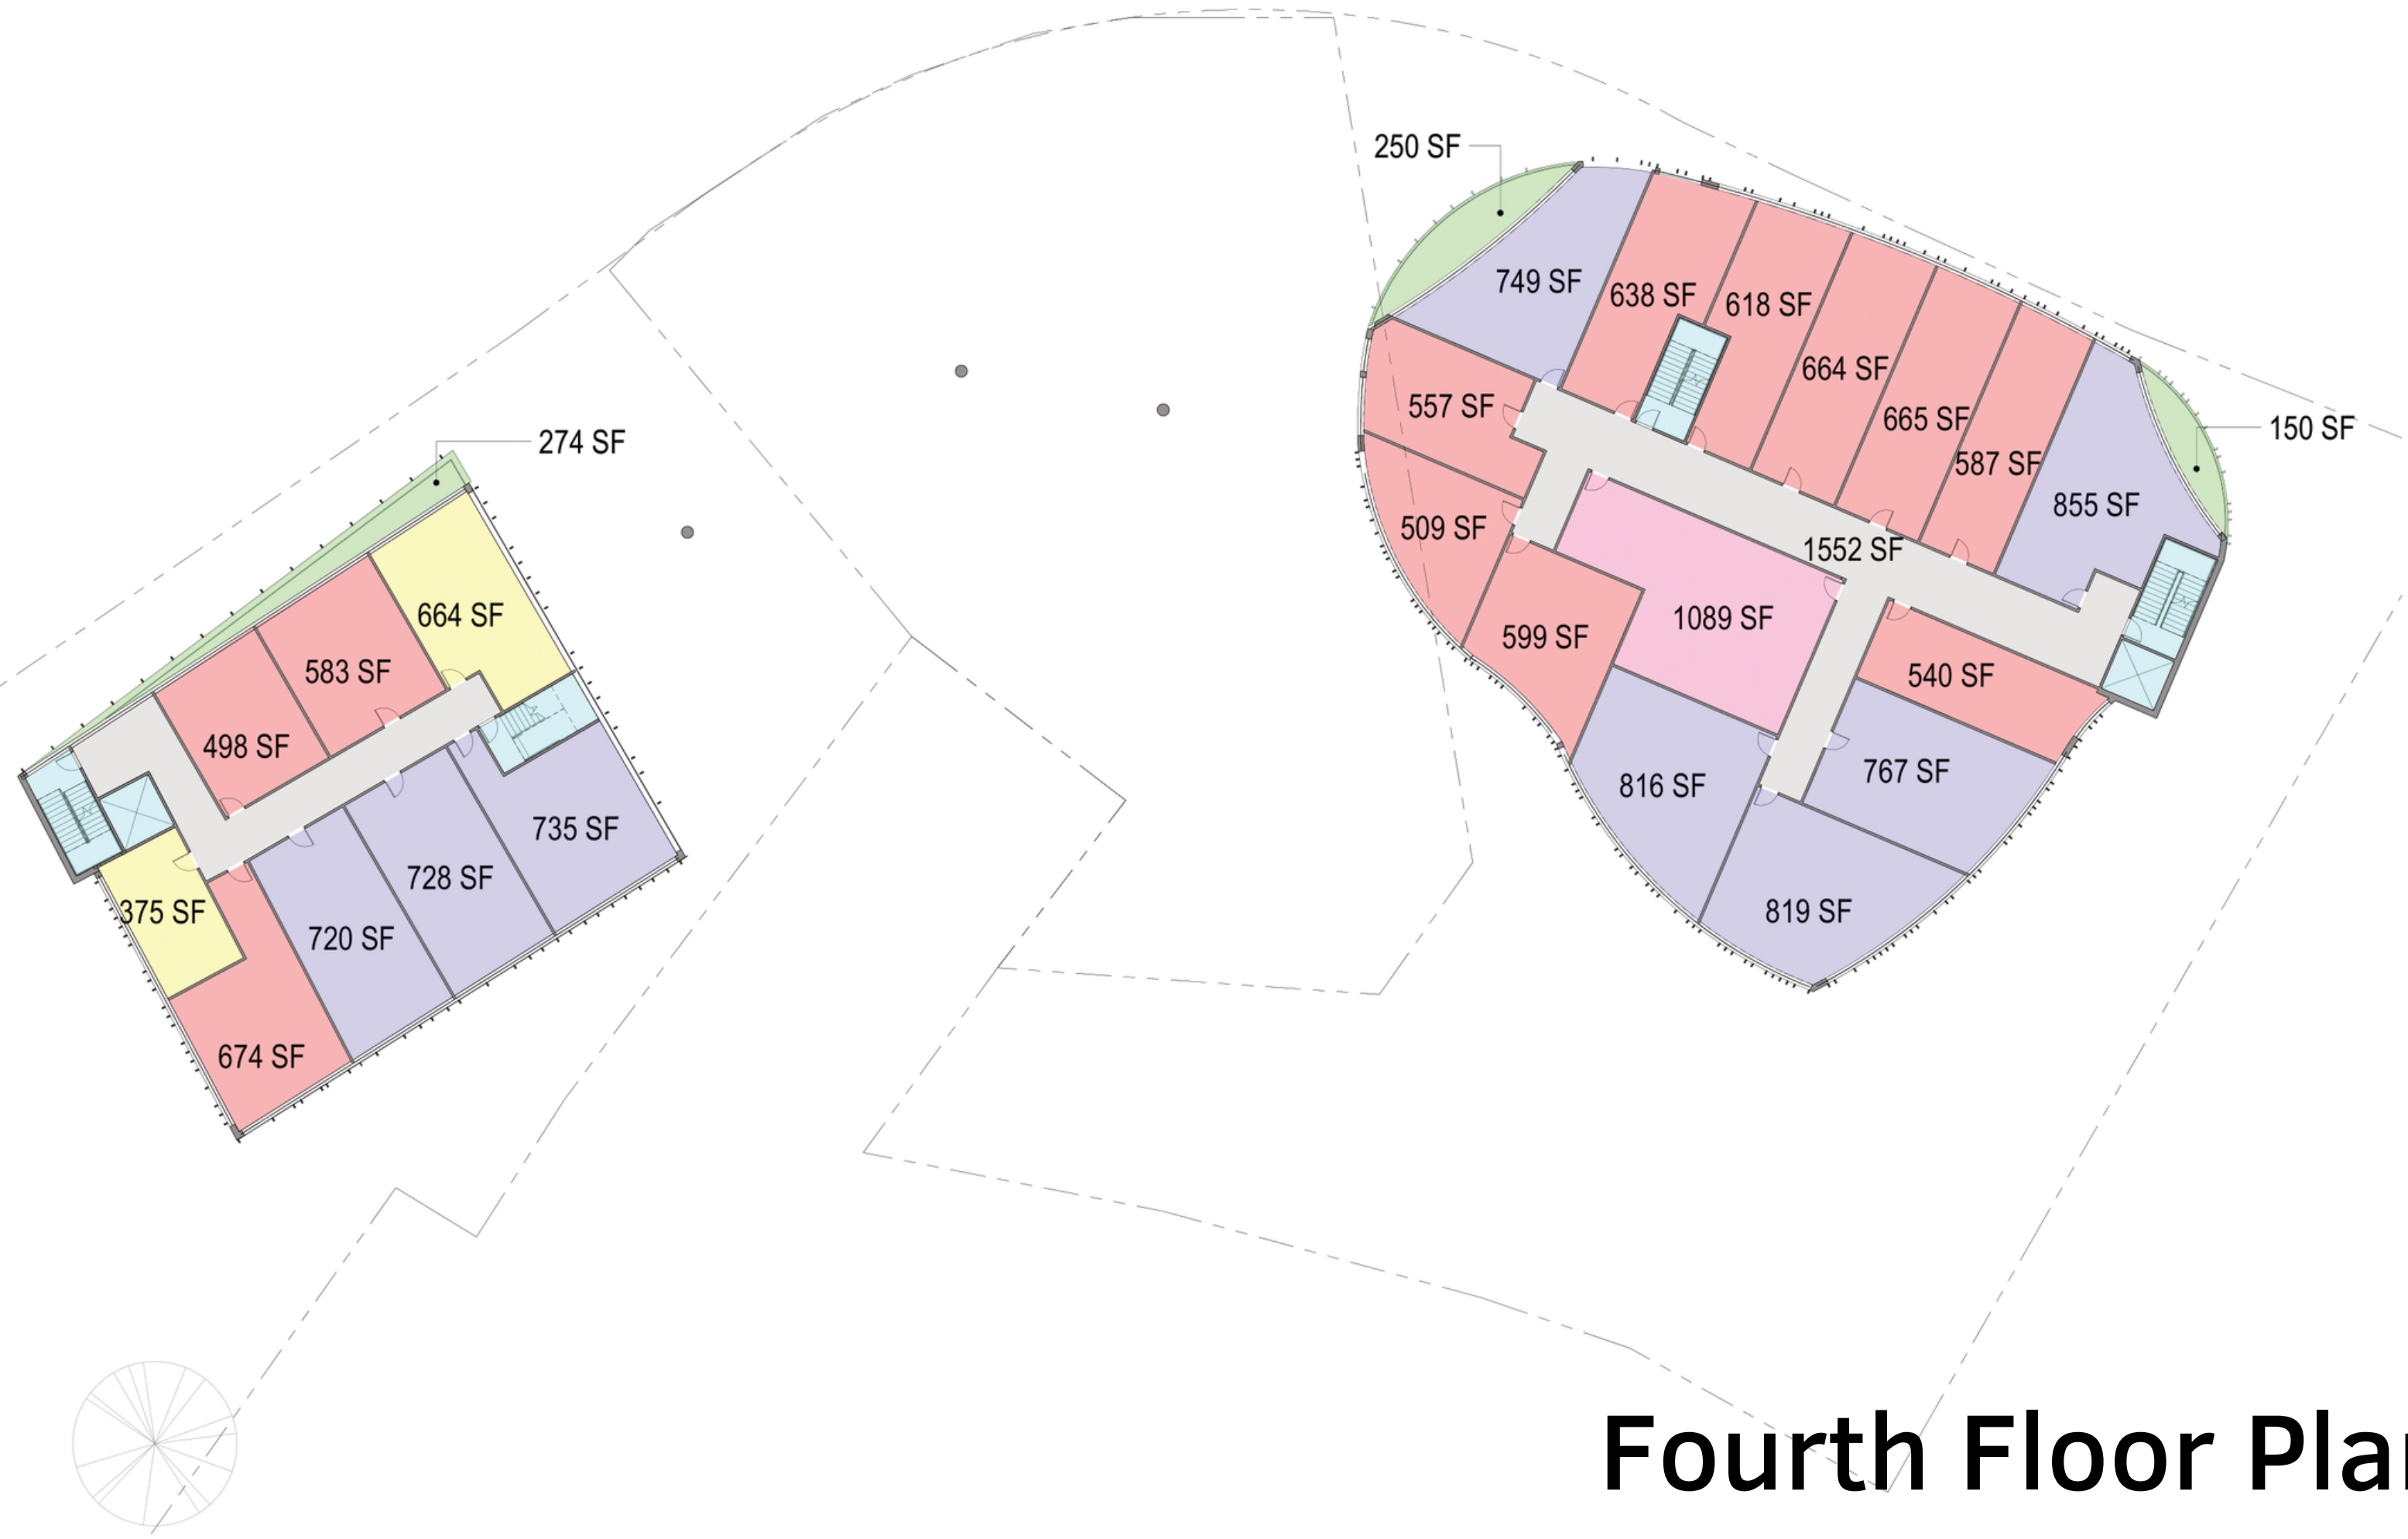 250 SF
749 SF
638 SF
618 SF
664 SF
557 SF
665 SF
150 SF
274 SF
587 SF
855 SF
509 SF
1552 SF
664 SF
1089 SF
599 SF
583 SF
540 SF
498 SF
767 SF
816 SF
735 SF
728 SF
819 SF
375 SF
720 SF
674 SF
Fourth Floor Pla